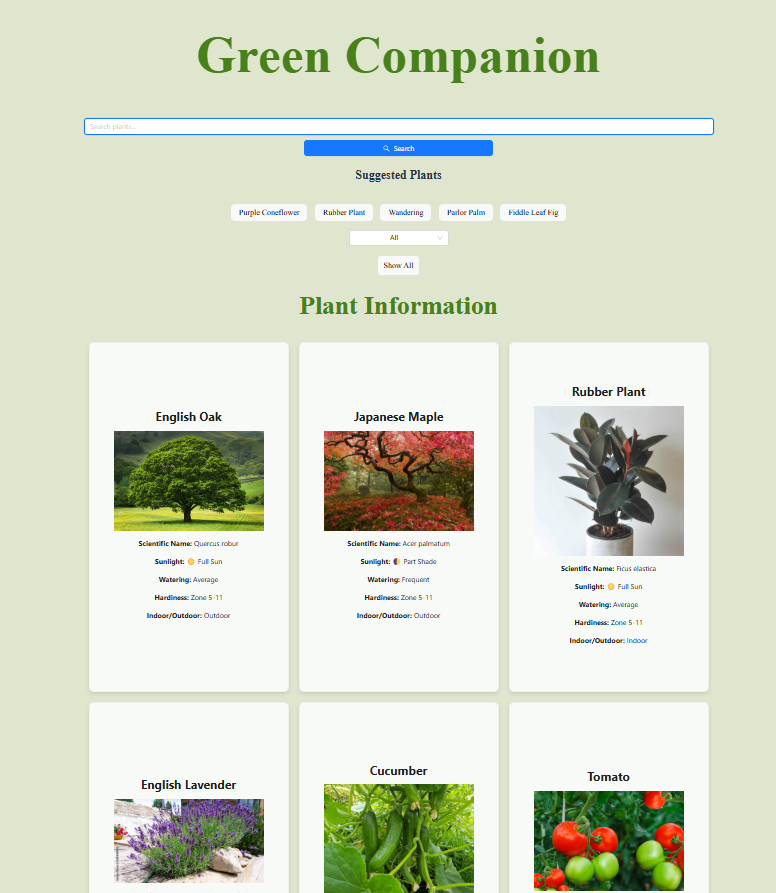 Green Companion
Search plants...
Search
Suggested Plants
Purple Coneflower Rubber Plant Wandering Parlor Palm Fiddle Leaf Fig
All
Show All
Plant Information
English Oak
Scientific Name: Quercus robur
Sunlight: Full Sun
Watering: Average
Hardiness: Zone 5-11
Indoor/Outdoor: Outdoor
Japanese Maple
Scientific Name: Acer palmatum
Sunlight: Part Shade
Watering: Frequent
Hardiness: Zone 5-11
Indoor/Outdoor: Outdoor
Rubber Plant
Scientific Name: Ficus elastica
Sunlight: Full Sun
Watering: Average
Hardiness: Zone 5-11
Indoor/Outdoor: Indoor
English Lavender
Cucumber
Tomato